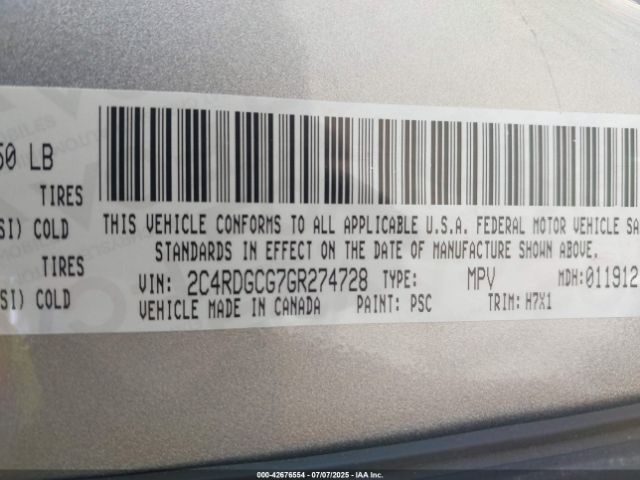 50 LB
TIRES
SI) COLD
TIRES
SI) COLD
THIS VEHICLE CONFORMS TO ALL APPLICABLE U.S.A. FEDERAL MOTOR VEHICLE SA
STANDARDS IN EFFECT ON THE DATE OF MANUFACTURE SHOWN ABOVE.
VIN: 2C4RDGCG7GR274728 TYPE: MPV MDH:011912
VEHICLE MADE IN CANADA PAINT: PSC TRIM: H7X1
000-42676554 | 07/07/2025 | IAA Inc.